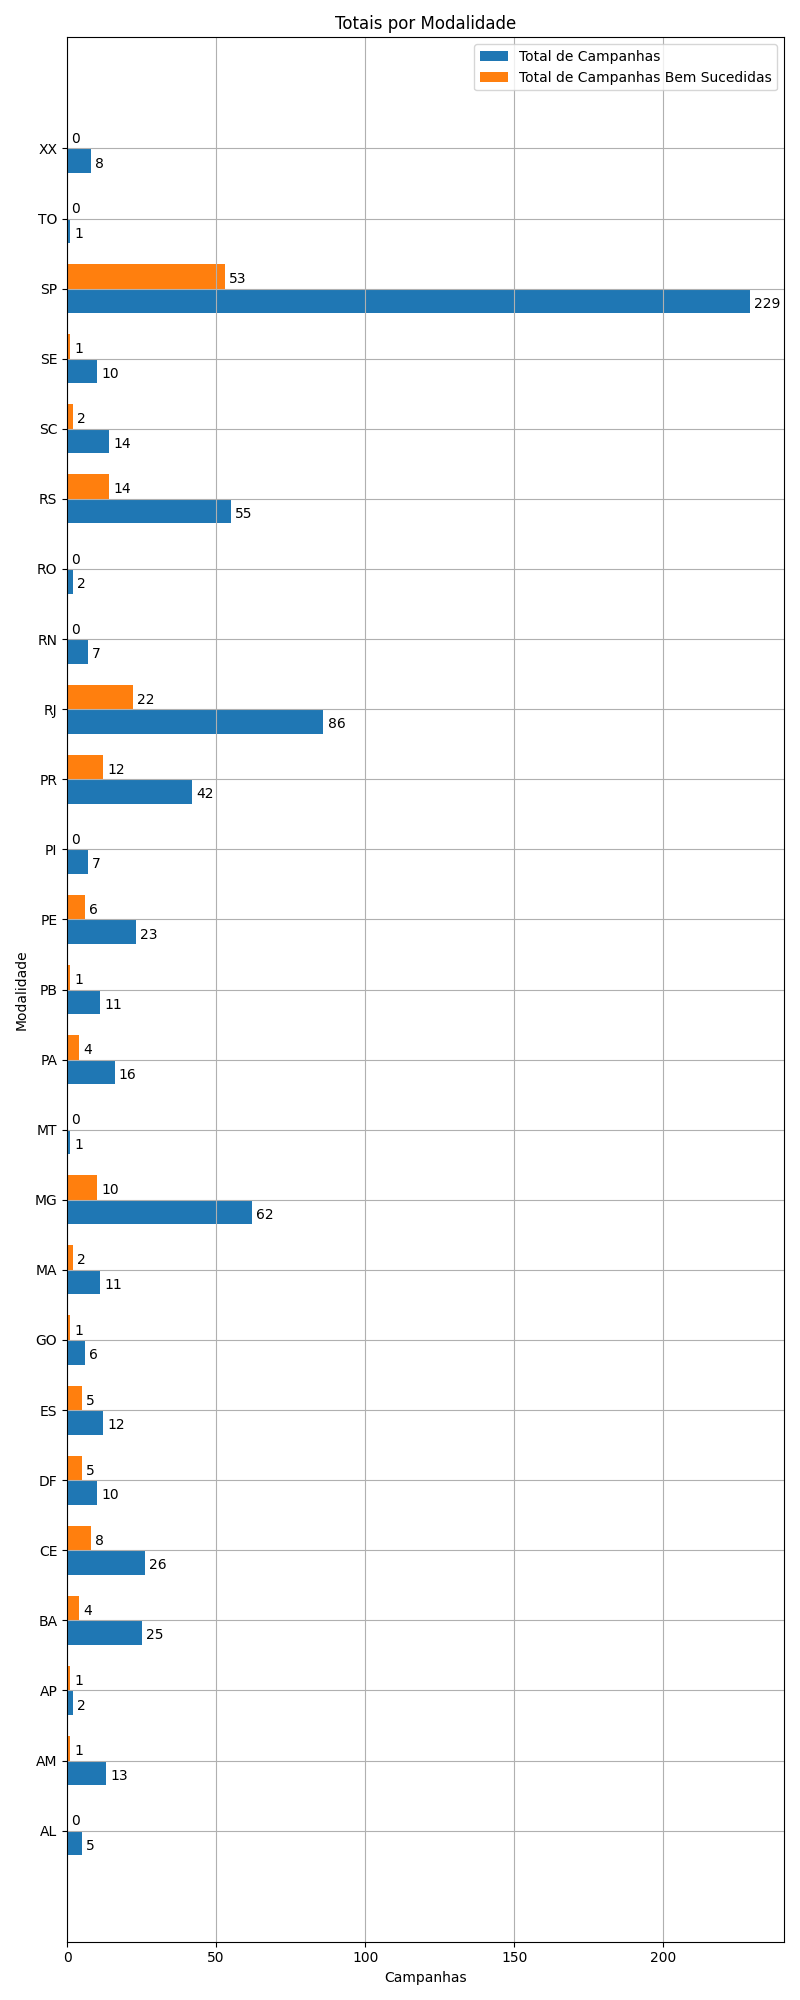 Totais por Modalidade
Total de Campanhas
Total de Campanhas Bem Sucedidas
XX
0
8
TO
0
1
SP
53
229
SE
1
10
SC
2
14
RS
14
55
RO
0
2
RN
0
7
RJ
22
86
PR
12
42
PI
0
7
PE
6
23
PB
1
11
PA
4
16
MT
0
1
MG
10
62
MA
2
11
GO
1
6
ES
5
12
DF
5
10
CE
8
26
BA
4
25
AP
1
2
AM
1
13
AL
0
5
Modalidade
0 50 100 150 200
Campanhas